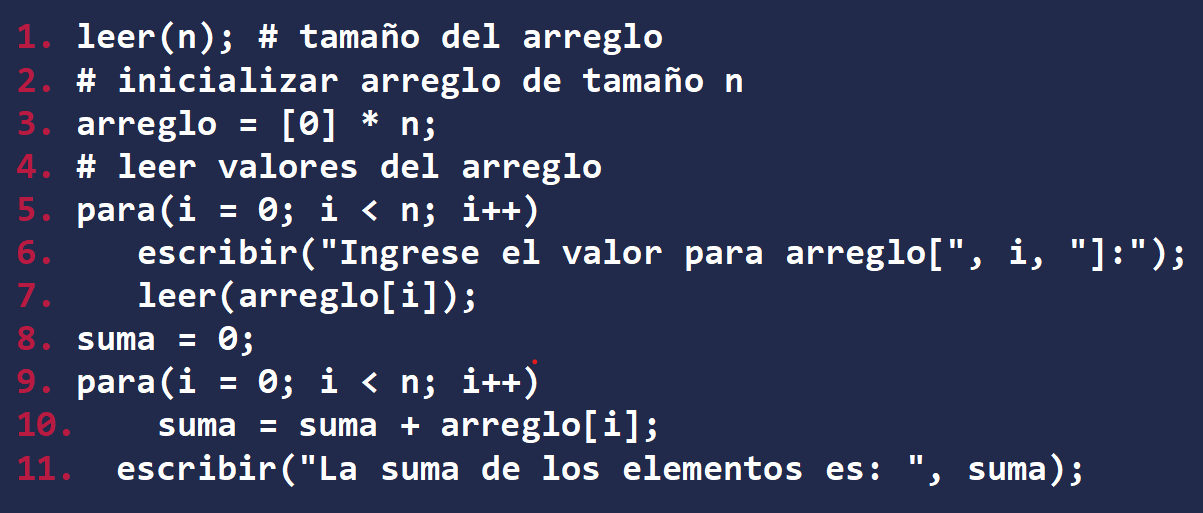 1. leer(n); # tamaño del arreglo
2. # inicializar arreglo de tamaño n
3. arreglo = [0] * n;
4. # leer valores del arreglo
5. para(i = 0; i < n; i++)
6. escribir("Ingrese el valor para arreglo[", i, "]:");
7. leer(arreglo[i]);
8. suma = 0;
9. para(i = 0; i < n; i++)
10. suma = suma + arreglo[i];
11. escribir("La suma de los elementos es: ", suma);